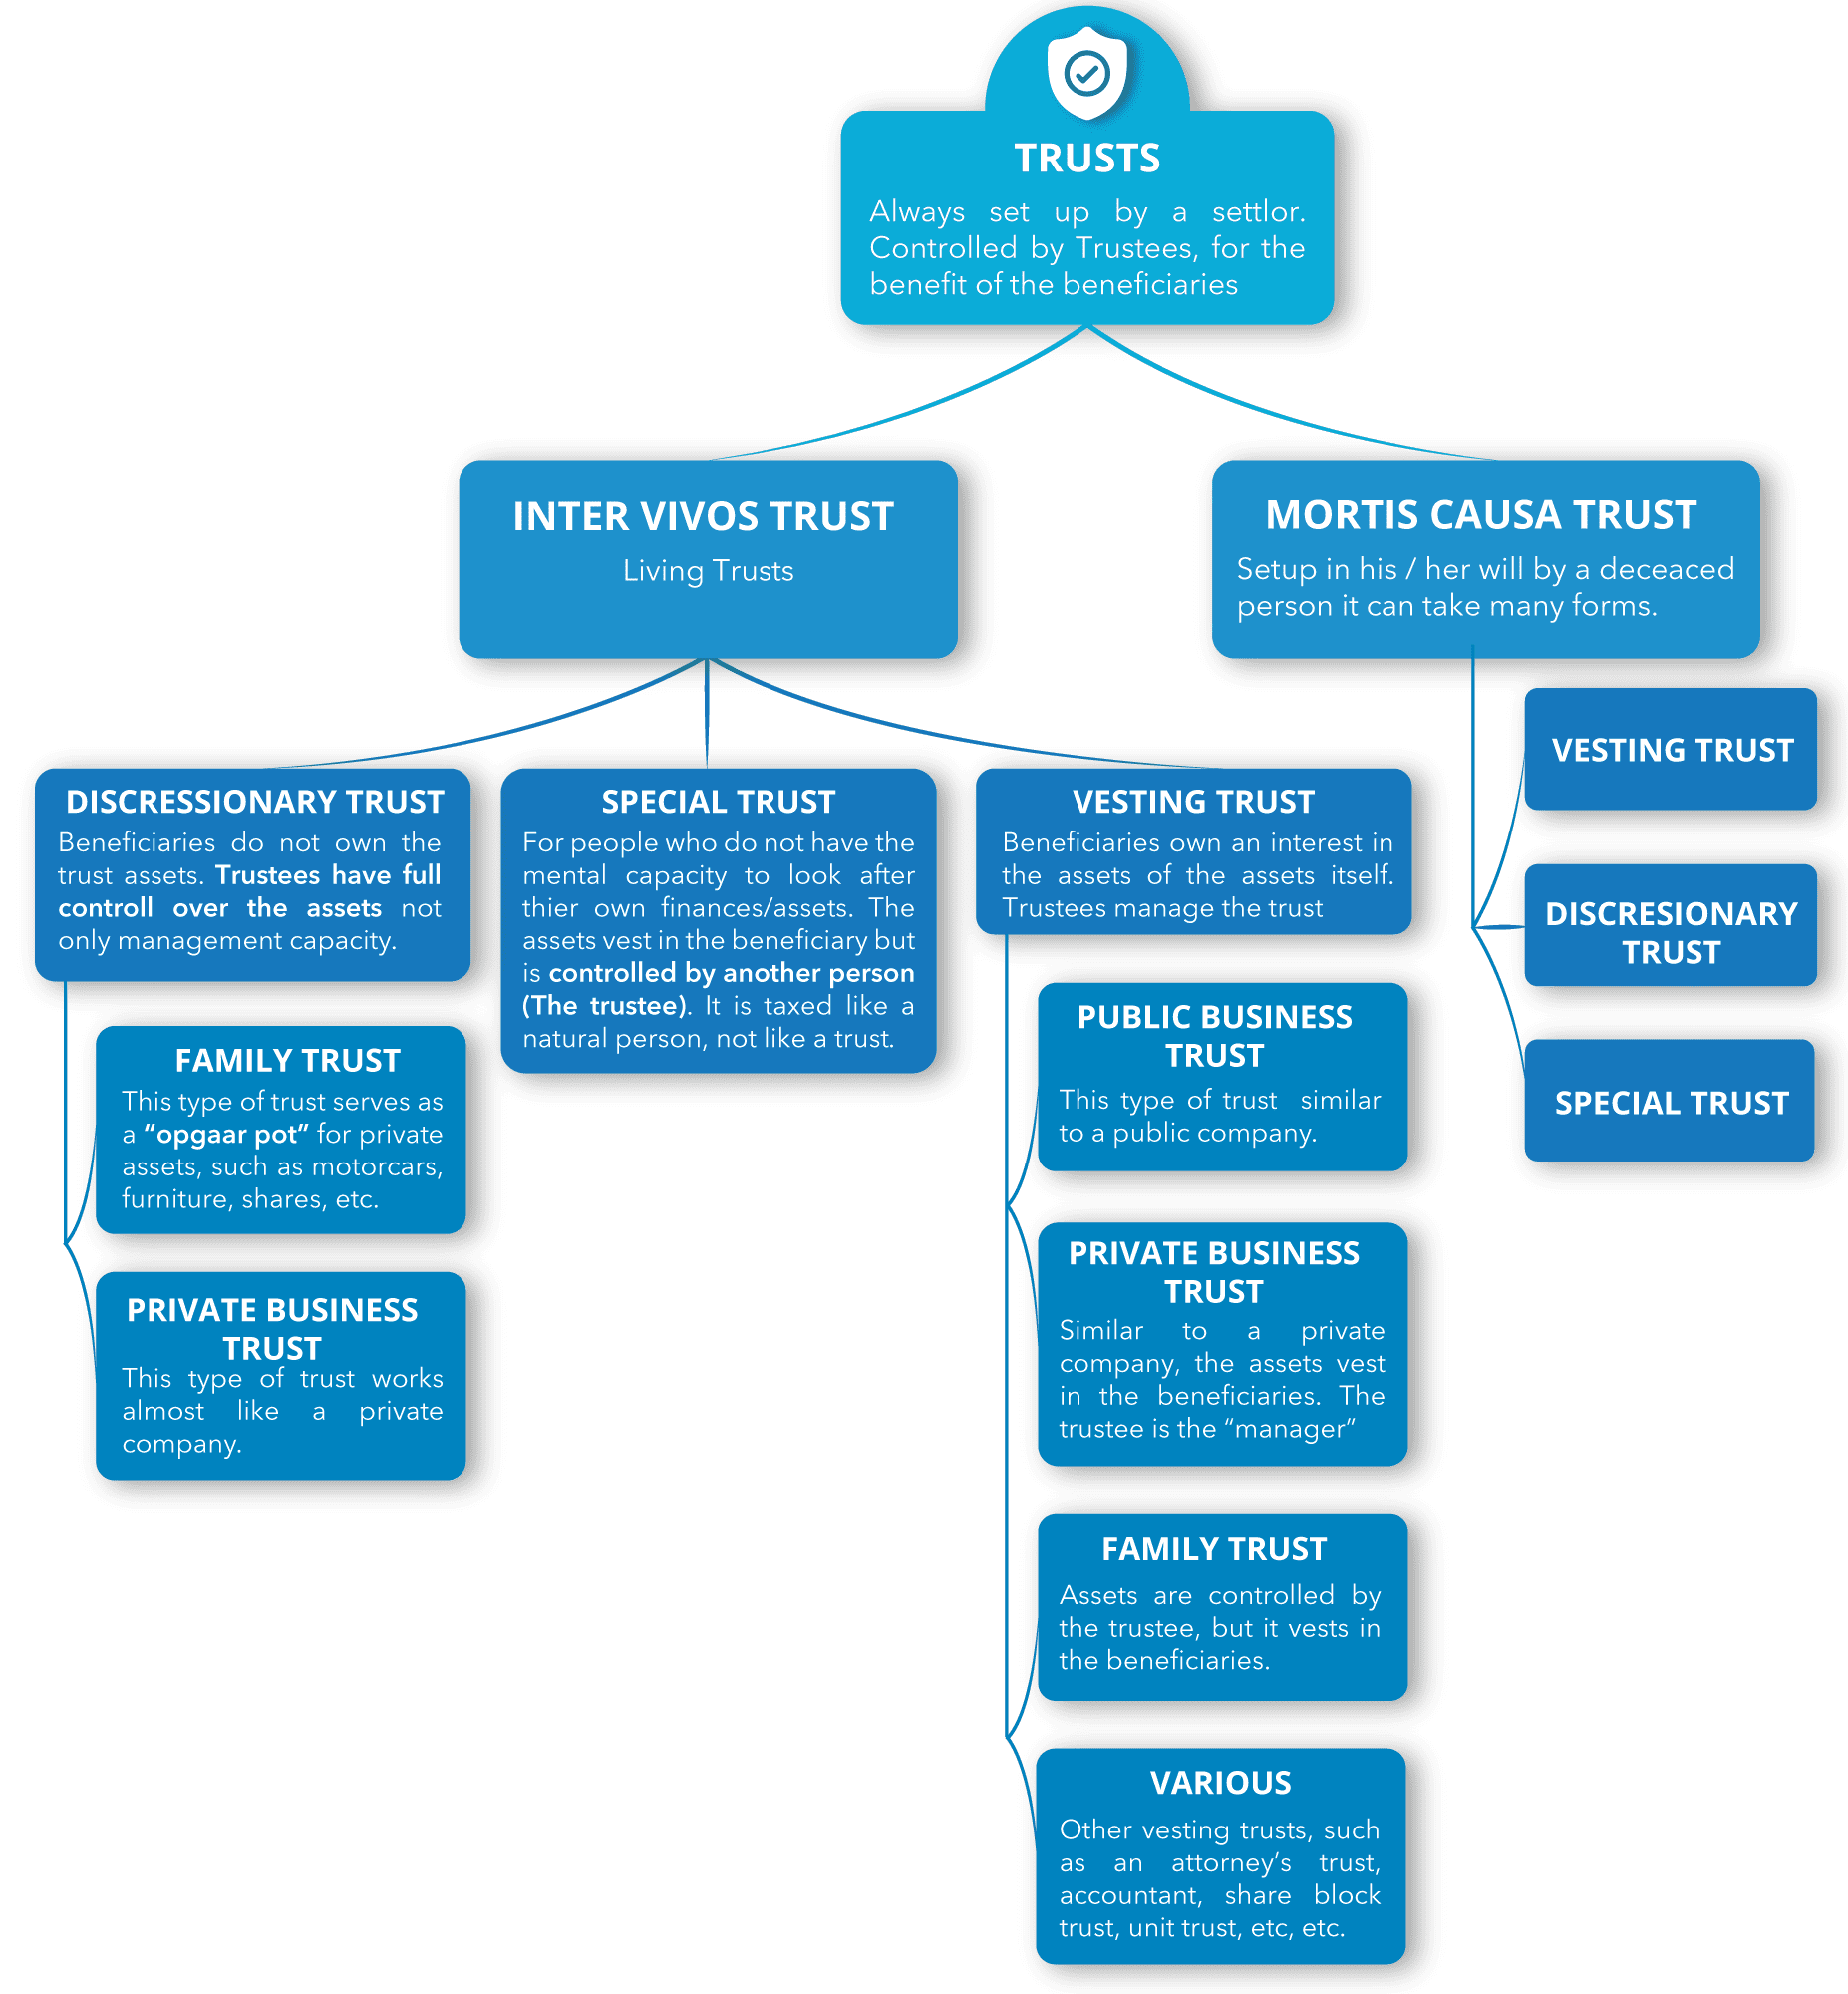 TRUSTS
Always set up by a settlor.
Controlled by Trustees, for the
benefit of the beneficiaries
INTER VIVOS TRUST
Living Trusts
MORTIS CAUSA TRUST
Setup in his / her will by a deceaced
person it can take many forms.
DISCRESSIONARY TRUST
Beneficiaries do not own the
trust assets. Trustees have full
controll over the assets not
only management capacity.
FAMILY TRUST
This type of trust serves as
a “opgaar pot” for private
assets, such as motorcars,
furniture, shares, etc.
PRIVATE BUSINESS
TRUST
This type of trust works
almost like a private
company.
SPECIAL TRUST
For people who do not have the
mental capacity to look after
thier own finances/assets. The
assets vest in the beneficiary but
is controlled by another person
(The trustee). It is taxed like a
natural person, not like a trust.
VESTING TRUST
Beneficiaries own an interest in
the assets of the assets itself.
Trustees manage the trust
PUBLIC BUSINESS
TRUST
This type of trust similar
to a public company.
PRIVATE BUSINESS
TRUST
Similar to a private
company, the assets vest
in the beneficiaries. The
trustee is the “manager”
FAMILY TRUST
Assets are controlled by
the trustee, but it vests in
the beneficiaries.
VARIOUS
Other vesting trusts, such
as an attorney’s trust,
accountant, share block
trust, unit trust, etc, etc.
VESTING TRUST
DISCRESIONARY
TRUST
SPECIAL TRUST